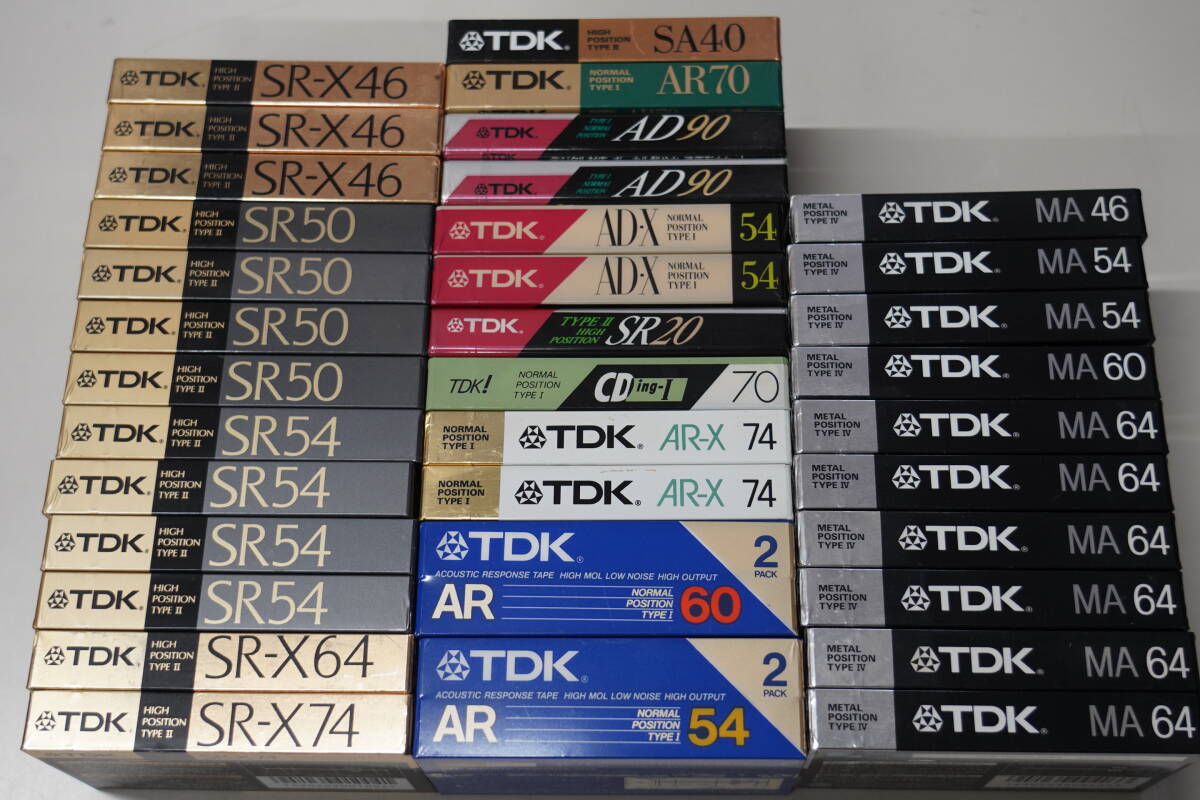 TDK HIGH POSITION TYPE II SR-X46
TDK HIGH POSITION TYPE II SR-X46
TDK HIGH POSITION TYPE II SR-X46
TDK HIGH POSITION TYPE II SR50
TDK HIGH POSITION TYPE II SR50
TDK HIGH POSITION TYPE II SR50
TDK HIGH POSITION TYPE II SR50
TDK HIGH POSITION TYPE II SR54
TDK HIGH POSITION TYPE II SR54
TDK HIGH POSITION TYPE II SR54
TDK HIGH POSITION TYPE II SR54
TDK HIGH POSITION TYPE II SR-X64
TDK HIGH POSITION TYPE II SR-X74
TDK HIGH POSITION TYPE II SA40
TDK NORMAL POSITION TYPE I AR70
TDK TYPE I NORMAL POSITION AD90
TDK TYPE I NORMAL POSITION AD90
TDK AD-X NORMAL POSITION TYPE I 54
TDK AD-X NORMAL POSITION TYPE I 54
TDK TYPE II HIGH POSITION SR20
TDK! NORMAL POSITION TYPE I CDing-I 70
NORMAL POSITION TYPE I TDK AR-X 74
NORMAL POSITION TYPE I TDK AR-X 74
TDK 2 PACK
ACOUSTIC RESPONSE TAPE HIGH MOL LOW NOISE HIGH OUTPUT
AR NORMAL POSITION TYPE I 60
TDK 2 PACK
ACOUSTIC RESPONSE TAPE HIGH MOL LOW NOISE HIGH OUTPUT
AR NORMAL POSITION TYPE I 54
METAL POSITION TYPE IV TDK MA 46
METAL POSITION TYPE IV TDK MA 54
METAL POSITION TYPE IV TDK MA 54
METAL POSITION TYPE IV TDK MA 60
METAL POSITION TYPE IV TDK MA 64
METAL POSITION TYPE IV TDK MA 64
METAL POSITION TYPE IV TDK MA 64
METAL POSITION TYPE IV TDK MA 64
METAL POSITION TYPE IV TDK MA 64
METAL POSITION TYPE IV TDK MA 64